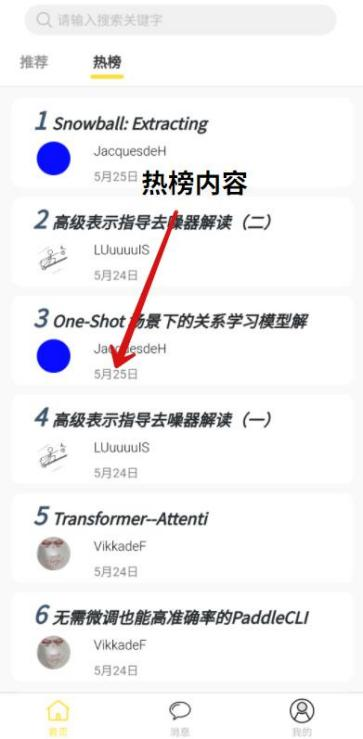 请输入搜索关键字
推荐 热榜
1 Snowball: Extracting
JacquesdeH
5月25日
热榜内容
2 高级表示指导去噪器解读（二）
LUuuuuIS
5月24日
3 One-Shot 场景下的关系学习模型解
JacquesdeH
5月25日
4 高级表示指导去噪器解读（一）
LUuuuuIS
5月24日
5 Transformer--Attenti
VikkadeF
5月24日
6 无需微调也能高准确率的PaddleCLI
VikkadeF
5月24日
首页 消息 我的